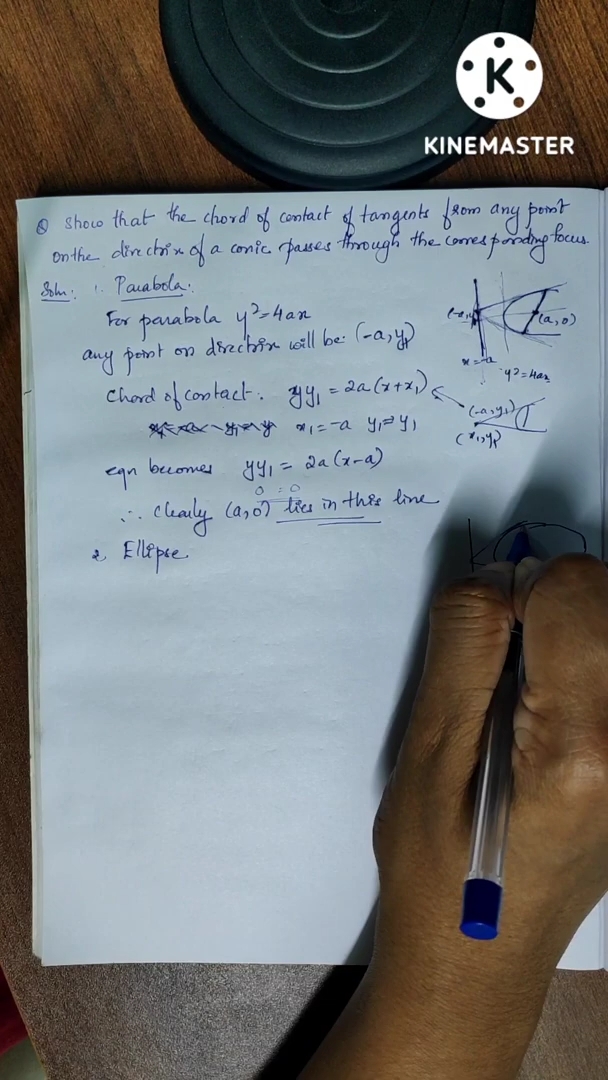 K
KINEMASTER
Q Show that the chord of contact of tangents from any point
on the directrix of a conic passes through the corresponding focus
Soln: 1. Parabola:
For parabola y²=4ax
any point on directrix will be: (-a, y₁)
chord of contact. yy₁ = 2a(x+x₁)
x₁=-a y₁=y₁
eqn becomes yy₁ = 2a(x-a)
0 = 0
∴ clearly (a,0) lies in this line
2 Ellipse
(a,0)
x=-a
y²=4ax
(-a,y₁)
(x₁,y₁)